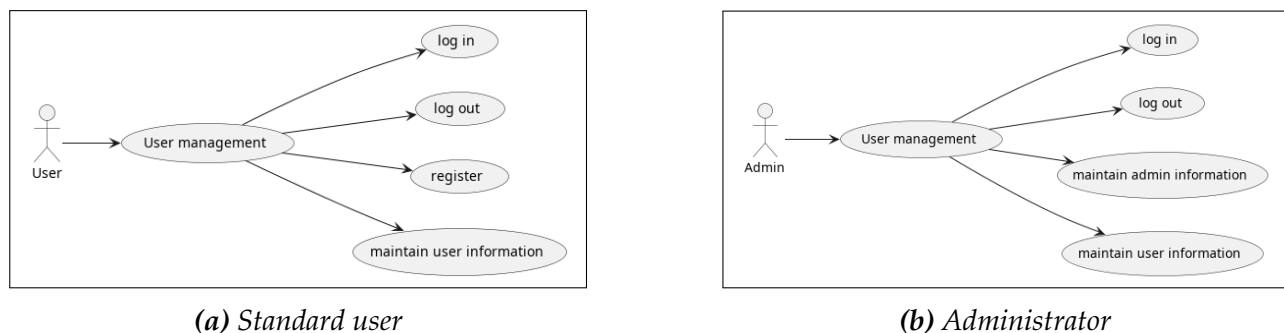 log in
log out
User management
User
register
maintain user information
(a) Standard user
log in
log out
User management
Admin
maintain admin information
maintain user information
(b) Administrator